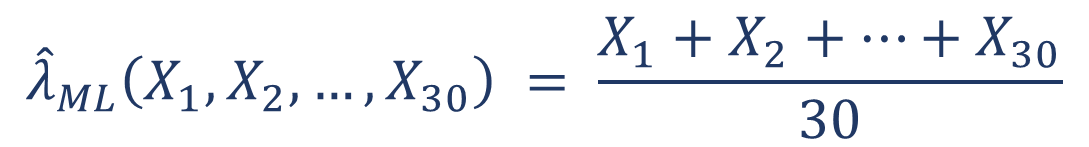 λ̂_ML(X_1, X_2, … , X_30) = (X_1 + X_2 + ⋯ + X_30) / 30